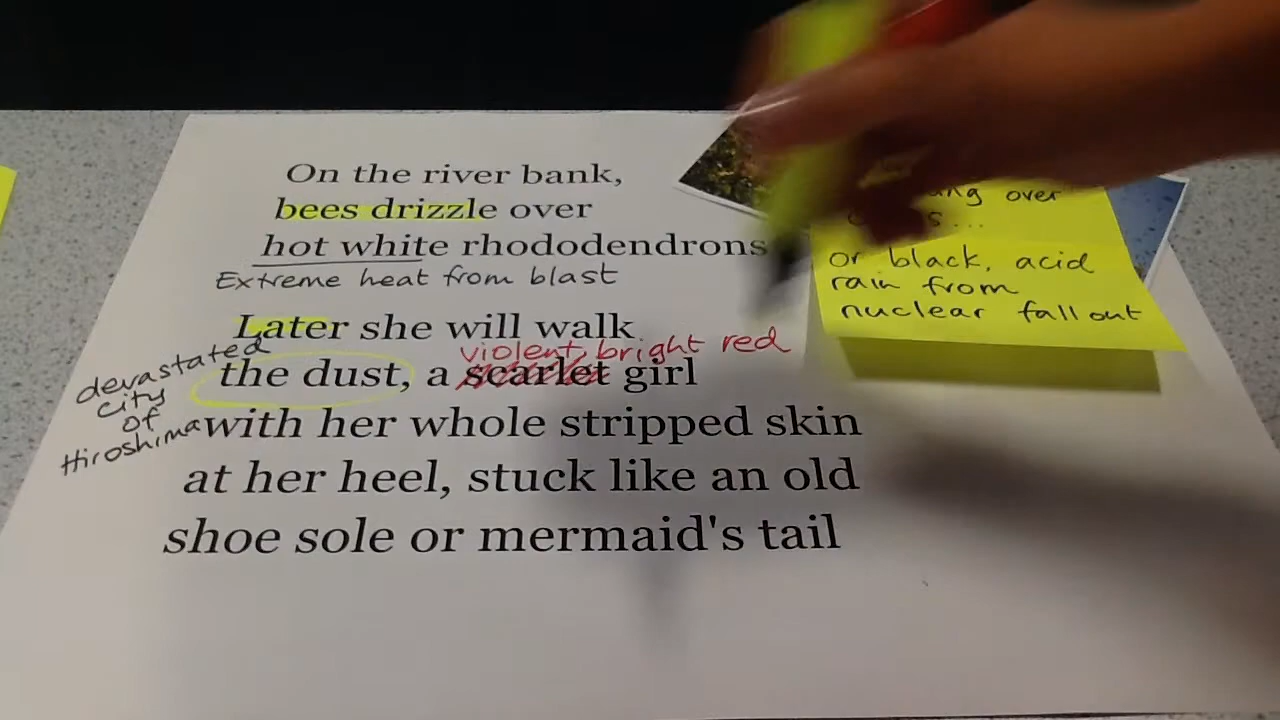 On the river bank,
bees drizzle over
hot white rhododendrons
Extreme heat from blast
Later she will walk
violent, bright red
the dust, a scarlet girl
devastated
city
of
Hiroshima
with her whole stripped skin
at her heel, stuck like an old
shoe sole or mermaid's tail
over
or black, acid
rain from
nuclear fall out